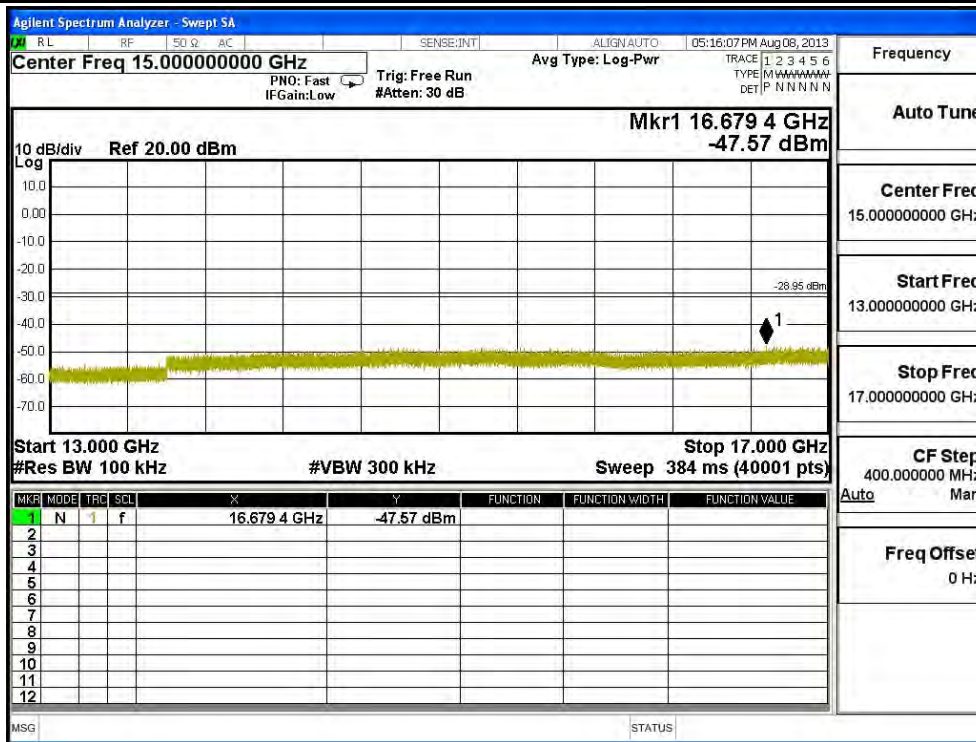 Agilent Spectrum Analyzer - Swept SA
RL RF 50 Ω AC SENSE:INT ALIGN AUTO 05:16:07 PM Aug 08, 2013
Center Freq 15.000000000 GHz
PNO: Fast
IFGain:Low
Trig: Free Run
#Atten: 30 dB
Avg Type: Log-Pwr
TRACE 1 2 3 4 5 6
TYPE M
DET P N N N N N
Mkr1 16.679 4 GHz
-47.57 dBm
10 dB/div Ref 20.00 dBm
Log
10.0
0.00
-10.0
-20.0
-28.95 dBm
-30.0
1
-40.0
-50.0
-60.0
-70.0
Start 13.000 GHz Stop 17.000 GHz
#Res BW 100 kHz #VBW 300 kHz Sweep 384 ms (40001 pts)
MKR MODE TRC SCL X Y FUNCTION FUNCTION WIDTH FUNCTION VALUE
1 N 1 f 16.679 4 GHz -47.57 dBm
2
3
4
5
6
7
8
9
10
11
12
MSG STATUS
Frequency
Auto Tune
Center Freq
15.000000000 GHz
Start Freq
13.000000000 GHz
Stop Freq
17.000000000 GHz
CF Step
400.000000 MHz
Auto Man
Freq Offset
0 Hz